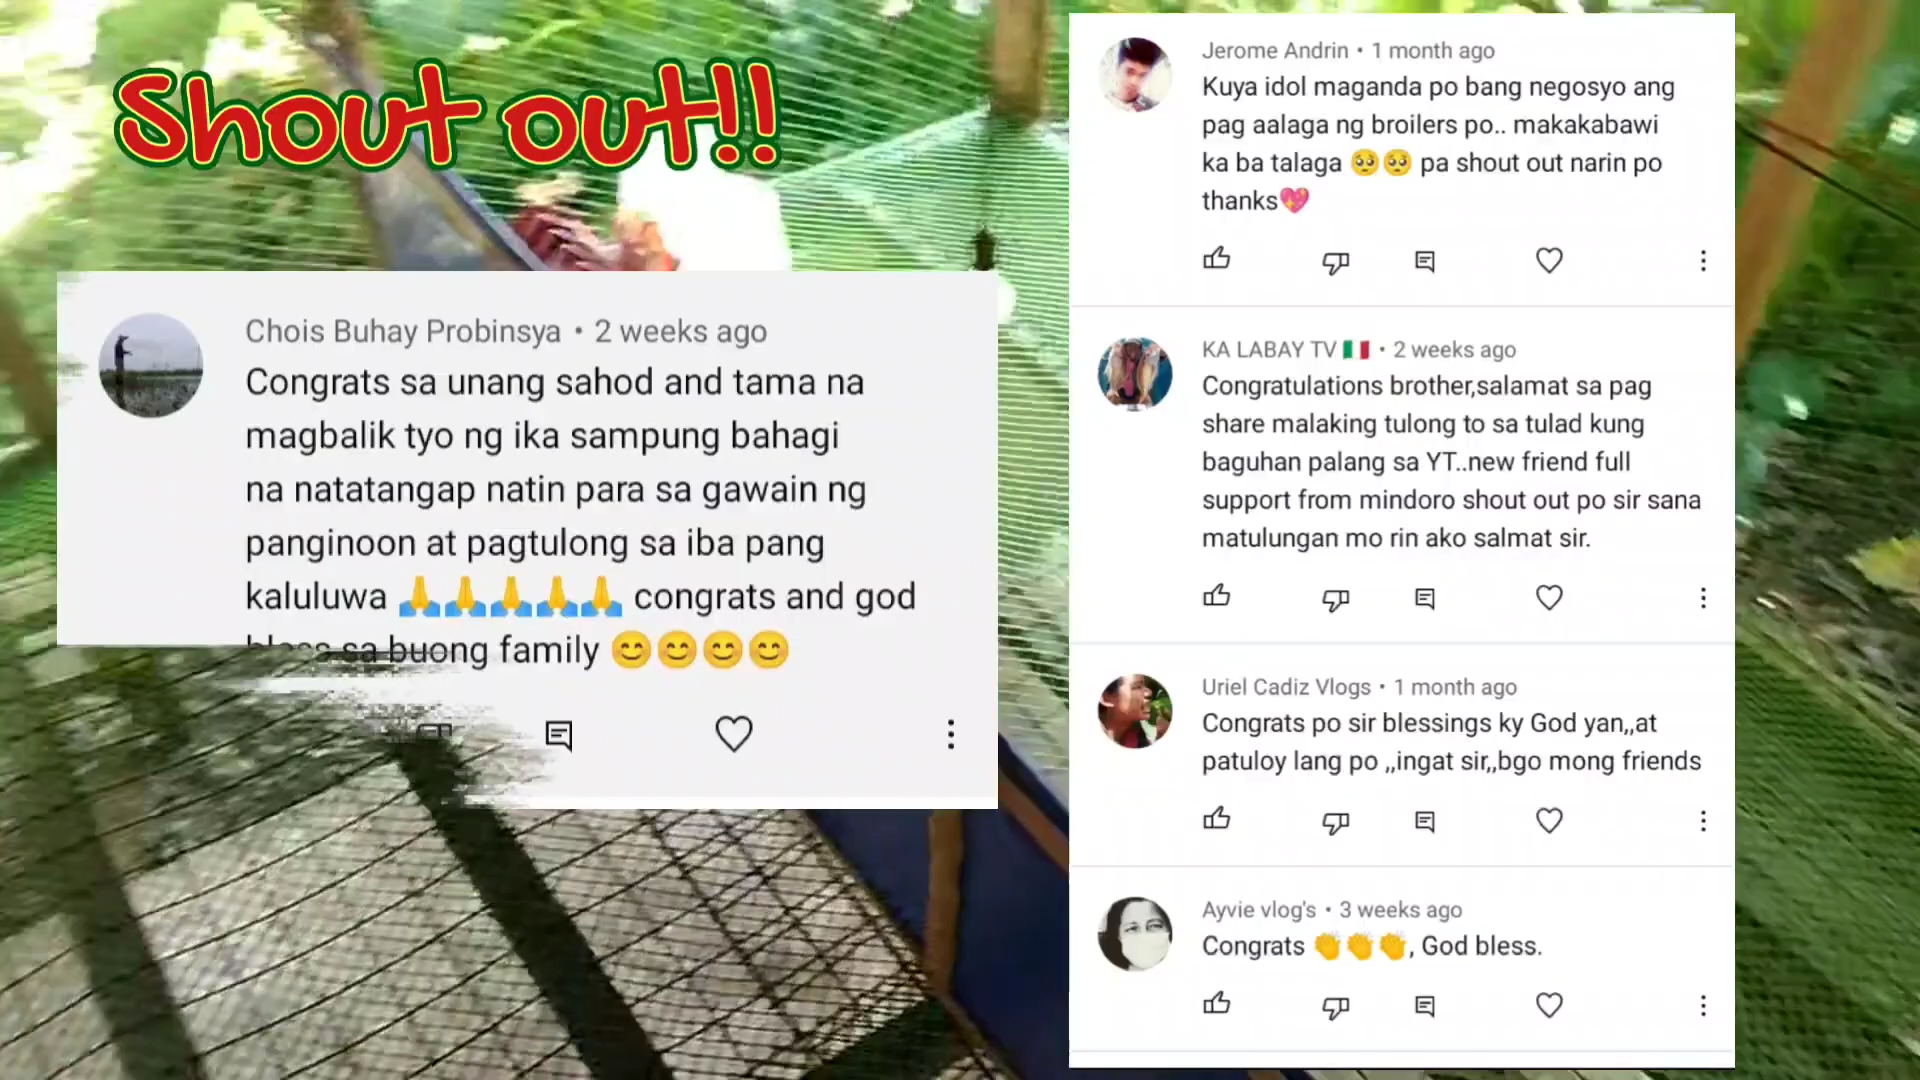 Shout out!!
Chois Buhay Probinsya • 2 weeks ago
Congrats sa unang sahod and tama na
magbalik tyo ng ika sampung bahagi
na natatangap natin para sa gawain ng
panginoon at pagtulong sa iba pang
kaluluwa 🙏🙏🙏🙏🙏 congrats and god
bless sa buong family 😊😊😊😊
Jerome Andrin • 1 month ago
Kuya idol maganda po bang negosyo ang
pag aalaga ng broilers po.. makakabawi
ka ba talaga 🥺🥺 pa shout out narin po
thanks💖
KA LABAY TV🇮🇹 • 2 weeks ago
Congratulations brother,salamat sa pag
share malaking tulong to sa tulad kung
baguhan palang sa YT..new friend full
support from mindoro shout out po sir sana
matulungan mo rin ako salmat sir.
Uriel Cadiz Vlogs • 1 month ago
Congrats po sir blessings ky God yan,,at
patuloy lang po ,,ingat sir,,bgo mong friends
Ayvie vlog's • 3 weeks ago
Congrats 👏👏👏, God bless.